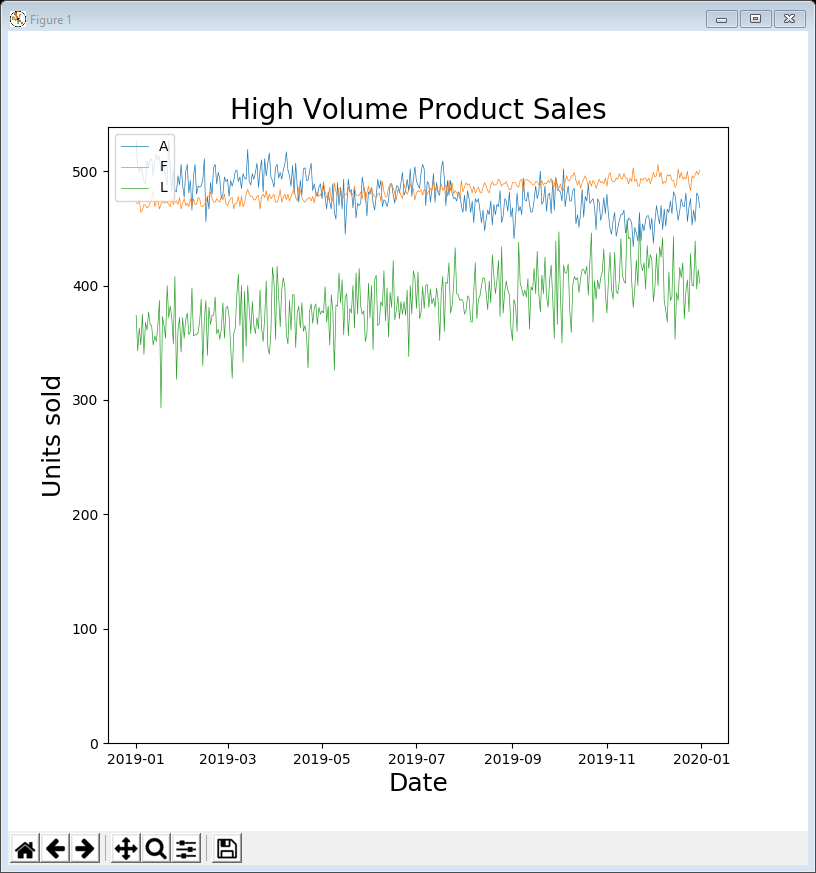 Figure 1
High Volume Product Sales
A
F
L
500
400
300
200
100
0
Units sold
2019-01 2019-03 2019-05 2019-07 2019-09 2019-11 2020-01
Date